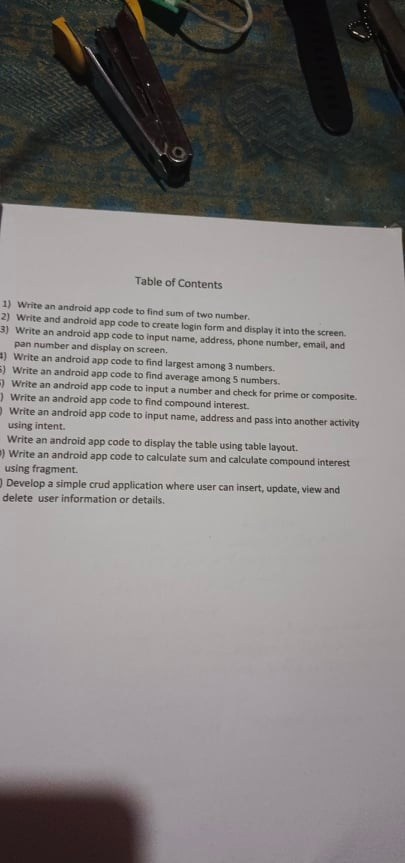 Table of Contents
1) Write an android app code to find sum of two number.
2) Write and android app code to create login form and display it into the screen.
3) Write an android app code to input name, address, phone number, email, and
pan number and display on screen.
4) Write an android app code to find largest among 3 numbers.
5) Write an android app code to find average among 5 numbers.
) Write an android app code to input a number and check for prime or composite.
) Write an android app code to find compound interest.
) Write an android app code to input name, address and pass into another activity
using intent.
Write an android app code to display the table using table layout.
) Write an android app code to calculate sum and calculate compound interest
using fragment.
) Develop a simple crud application where user can insert, update, view and
delete user information or details.